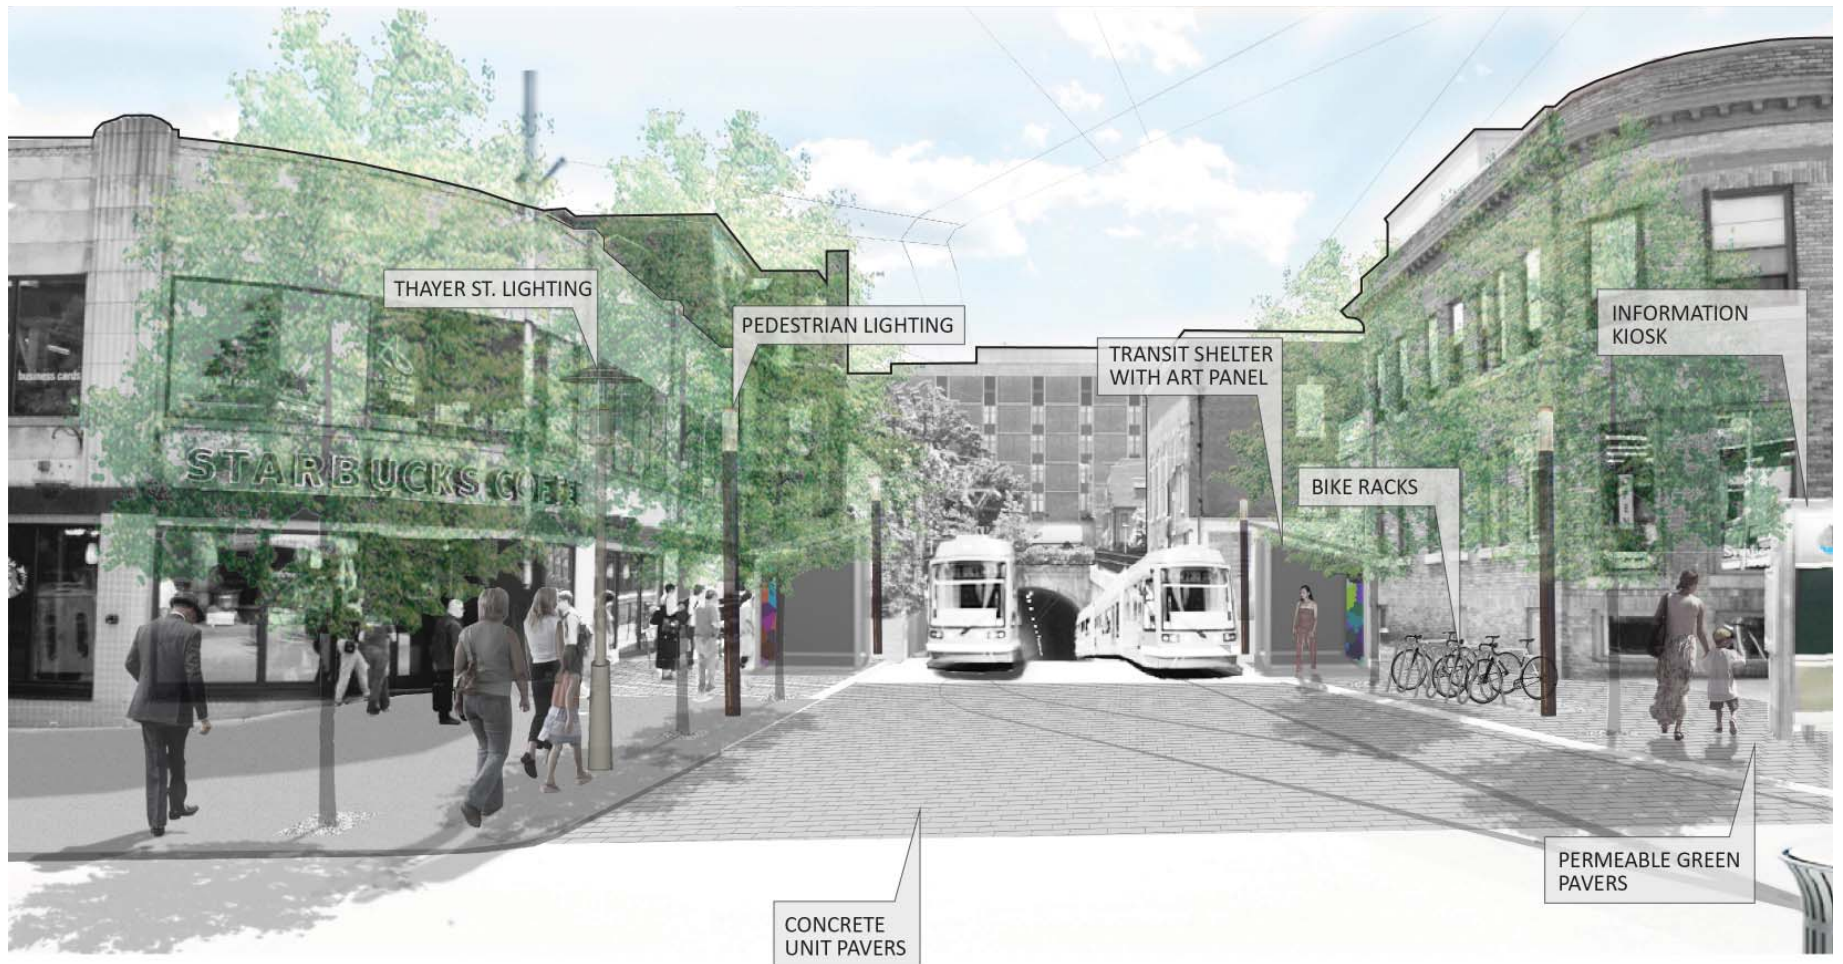 THAYER ST. LIGHTING
PEDESTRIAN LIGHTING
TRANSIT SHELTER
WITH ART PANEL
INFORMATION
KIOSK
business cards
STARBUCKS COFFEE
BIKE RACKS
PERMEABLE GREEN
PAVERS
CONCRETE
UNIT PAVERS